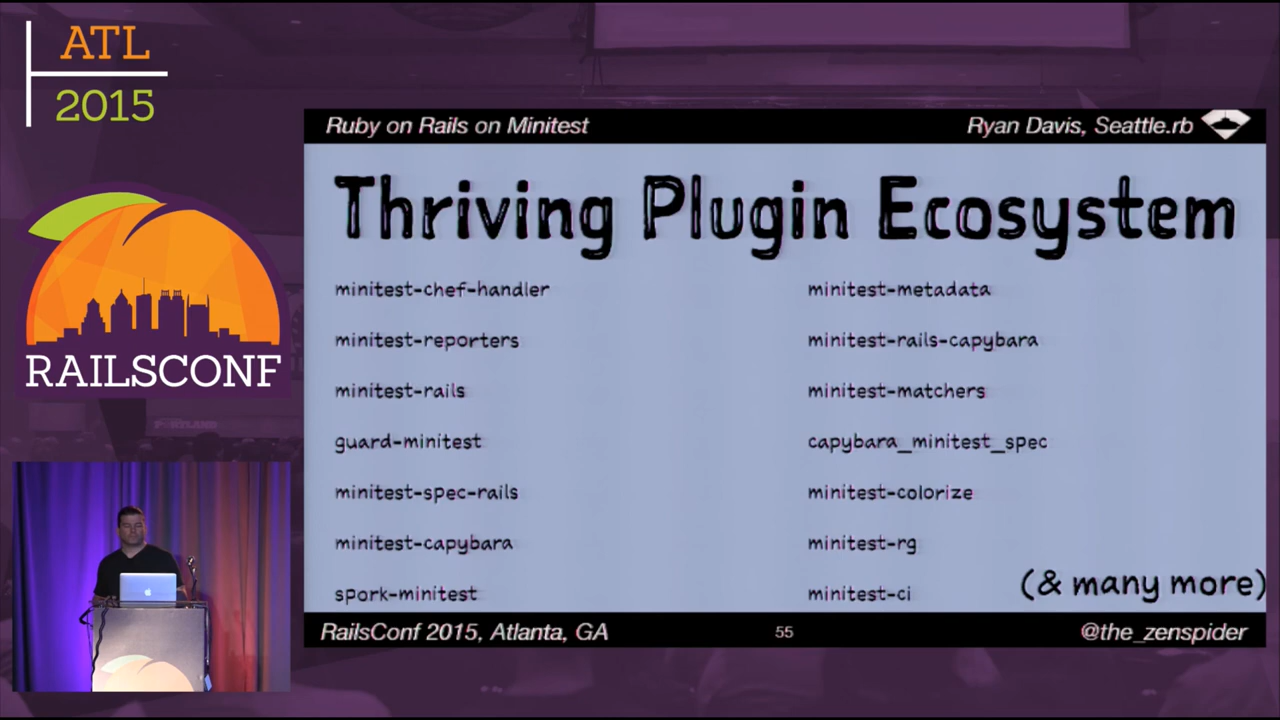 ATL
2015
RAILSCONF
Ruby on Rails on Minitest
Ryan Davis, Seattle.rb
Thriving Plugin Ecosystem
minitest-chef-handler
minitest-reporters
minitest-rails
guard-minitest
minitest-spec-rails
minitest-capybara
spork-minitest
minitest-metadata
minitest-rails-capybara
minitest-matchers
capybara_minitest_spec
minitest-colorize
minitest-rg
minitest-ci
(& many more)
RailsConf 2015, Atlanta, GA
55
@the_zenspider
PORTLAND